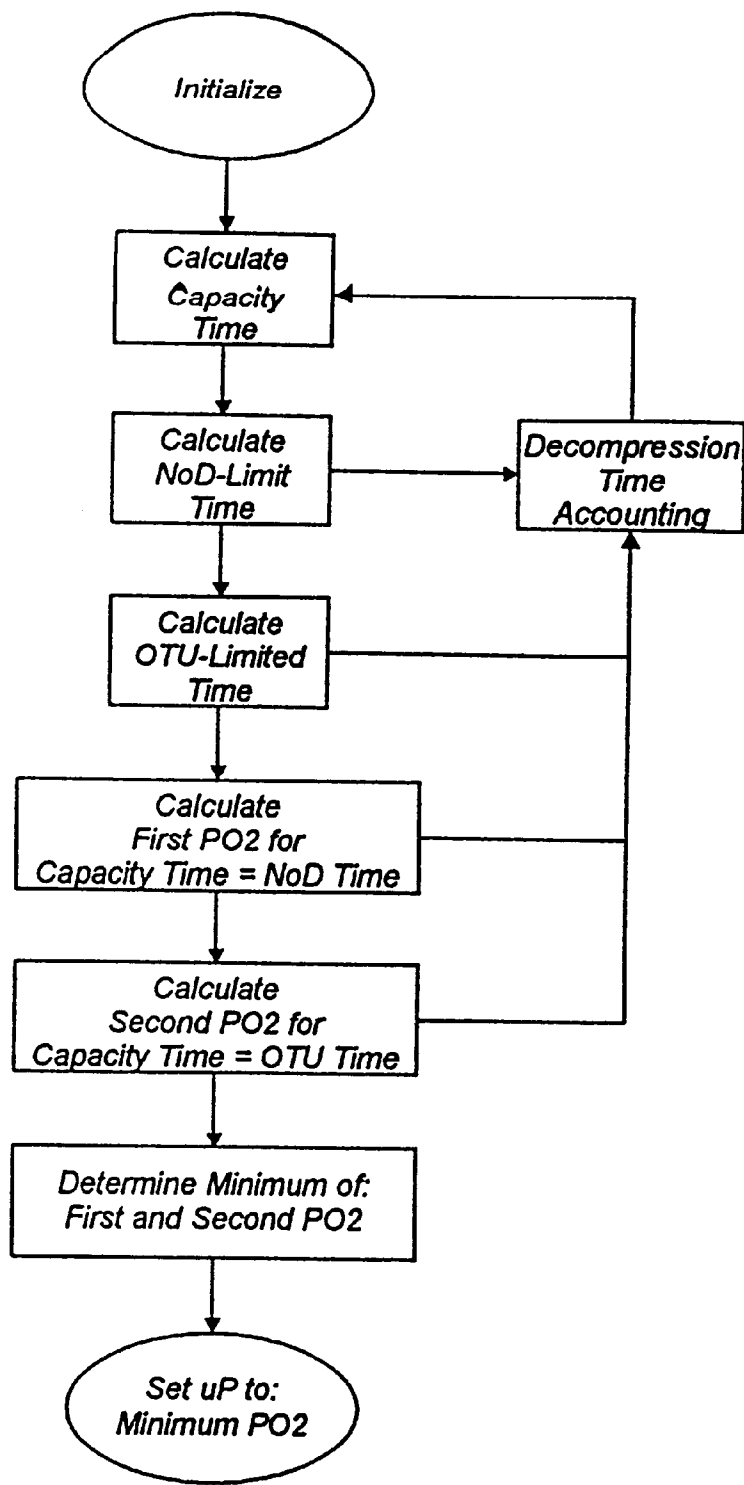 Initialize
Calculate
Capacity
Time
Calculate
NoD-Limit
Time
Decompression
Time
Accounting
Calculate
OTU-Limited
Time
Calculate
First PO2 for
Capacity Time = NoD Time
Calculate
Second PO2 for
Capacity Time = OTU Time
Determine Minimum of:
First and Second PO2
Set uP to:
Minimum PO2